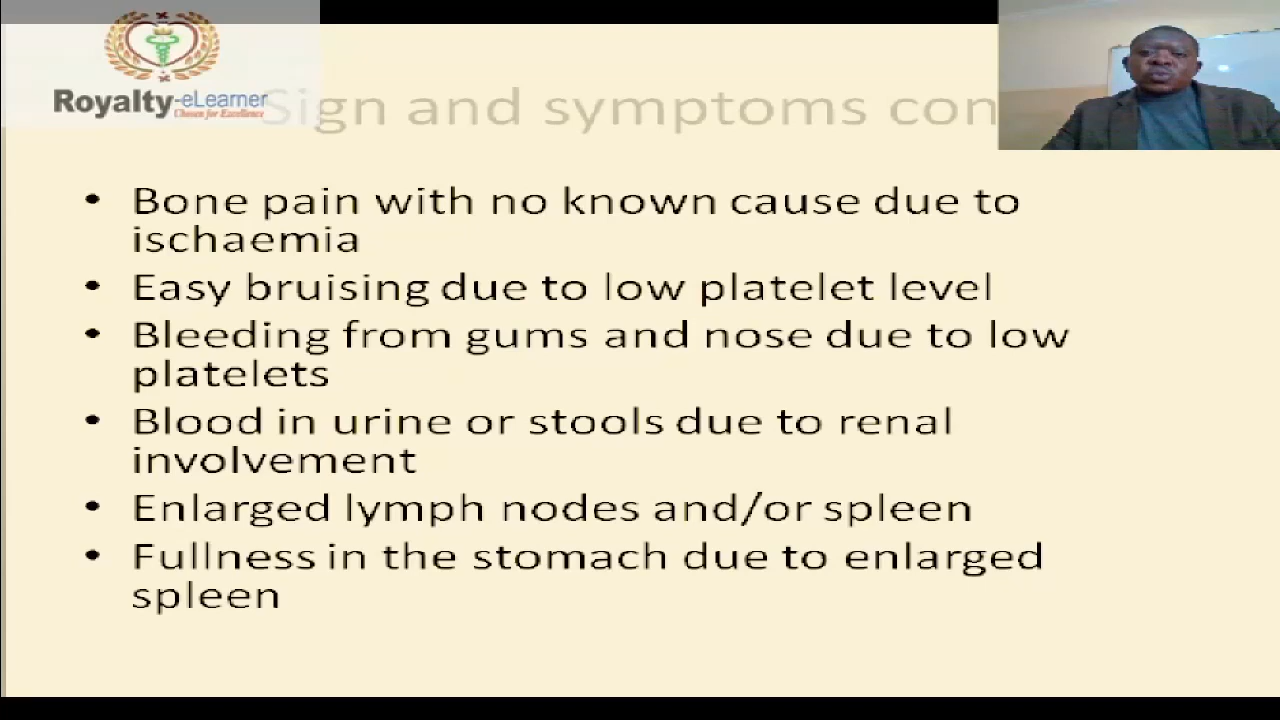 Royalty-eLearner
Chosen for Excellence
Sign and symptoms con
• Bone pain with no known cause due to
ischaemia
• Easy bruising due to low platelet level
• Bleeding from gums and nose due to low
platelets
• Blood in urine or stools due to renal
involvement
• Enlarged lymph nodes and/or spleen
• Fullness in the stomach due to enlarged
spleen